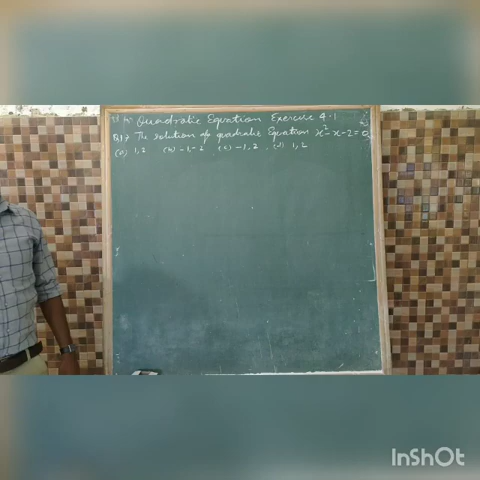 Quadratic Equation Exercise 4.1
Q1) The solution of quadratic Equation x²-x-2=0
(a) 1,2 (b) -1-2 (c) -1,2 (d) 1,2
InShOt